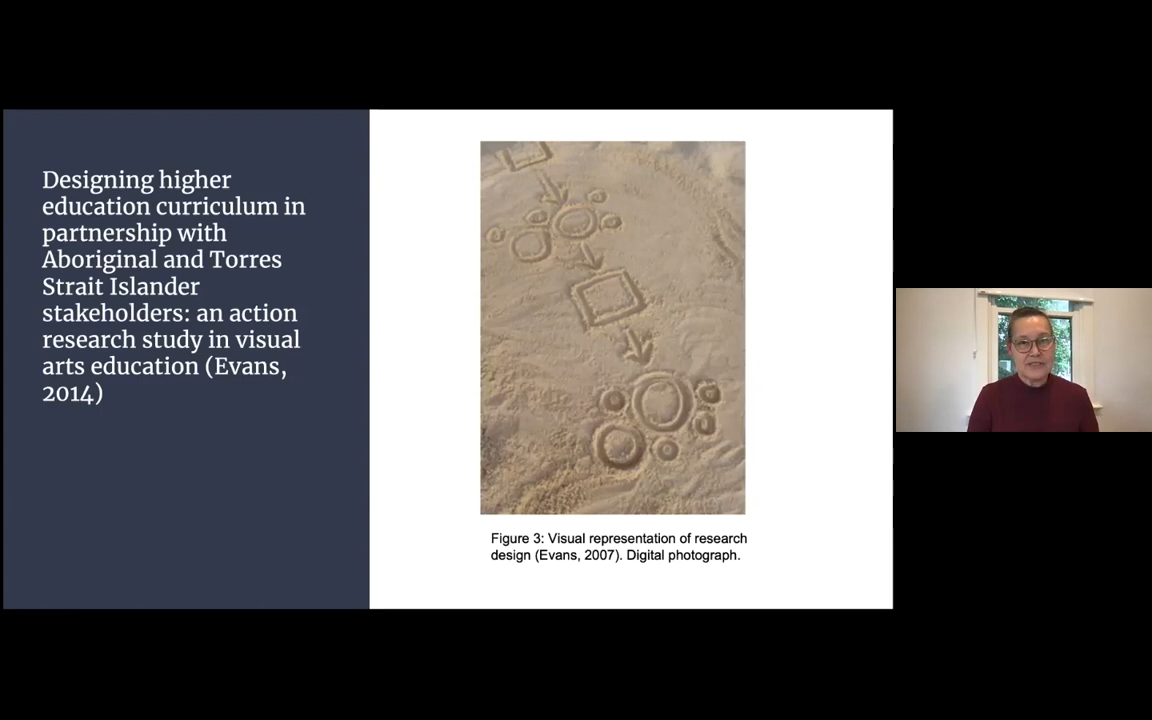 Designing higher
education curriculum in
partnership with
Aboriginal and Torres
Strait Islander
stakeholders: an action
research study in visual
arts education (Evans,
2014)
Figure 3: Visual representation of research
design (Evans, 2007). Digital photograph.